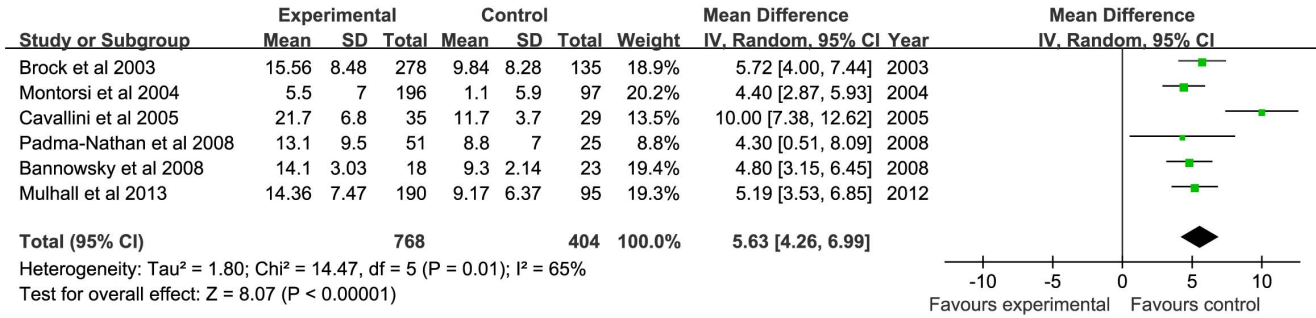 Experimental Control Mean Difference Mean Difference
Study or Subgroup Mean SD Total Mean SD Total Weight IV, Random, 95% CI Year IV, Random, 95% CI
Brock et al 2003 15.56 8.48 278 9.84 8.28 135 18.9% 5.72 [4.00, 7.44] 2003
Montorsi et al 2004 5.5 7 196 1.1 5.9 97 20.2% 4.40 [2.87, 5.93] 2004
Cavallini et al 2005 21.7 6.8 35 11.7 3.7 29 13.5% 10.00 [7.38, 12.62] 2005
Padma-Nathan et al 2008 13.1 9.5 51 8.8 7 25 8.8% 4.30 [0.51, 8.09] 2008
Bannowsky et al 2008 14.1 3.03 18 9.3 2.14 23 19.4% 4.80 [3.15, 6.45] 2008
Mulhall et al 2013 14.36 7.47 190 9.17 6.37 95 19.3% 5.19 [3.53, 6.85] 2012
Total (95% CI) 768 404 100.0% 5.63 [4.26, 6.99]
Heterogeneity: Tau² = 1.80; Chi² = 14.47, df = 5 (P = 0.01); I² = 65%
Test for overall effect: Z = 8.07 (P < 0.00001)
-10 -5 0 5 10
Favours experimental Favours control